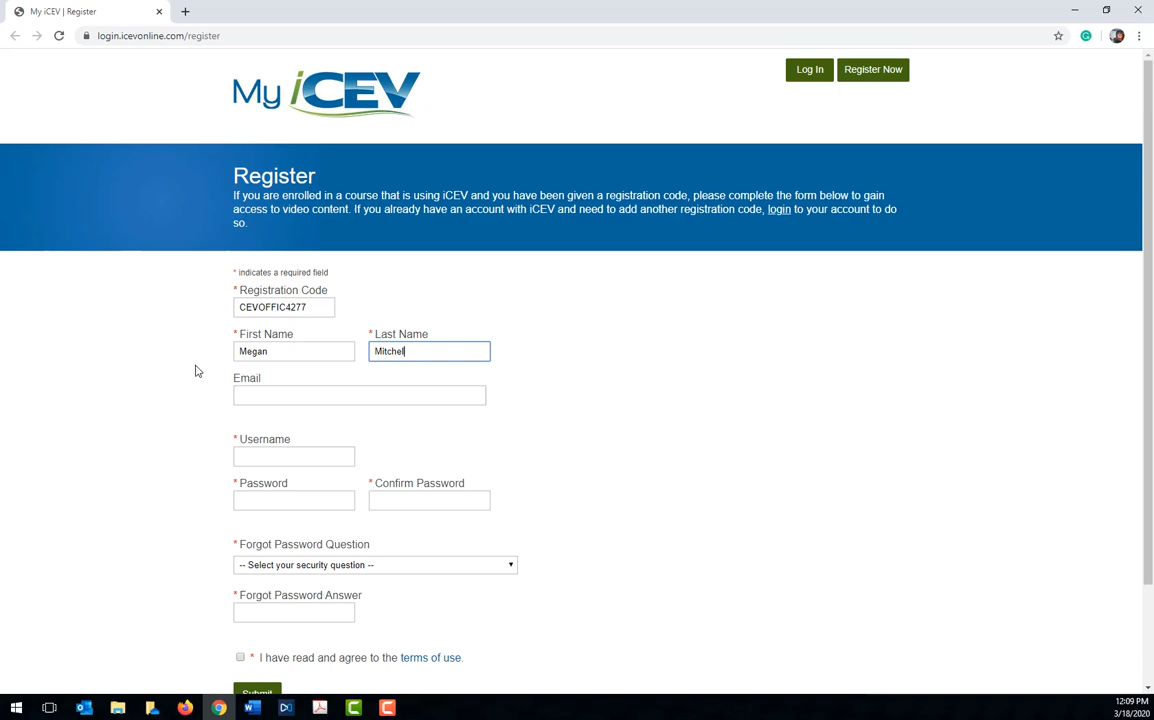 My iCEV | Register
login.icevonline.com/register
My iCEV
Log In
Register Now
Register
If you are enrolled in a course that is using iCEV and you have been given a registration code, please complete the form below to gain
access to video content. If you already have an account with iCEV and need to add another registration code, login to your account to do
so.
* indicates a required field
* Registration Code
CEVOFFIC4277
* First Name
* Last Name
Megan
Mitchel
Email
* Username
* Password
* Confirm Password
* Forgot Password Question
-- Select your security question --
* Forgot Password Answer
* I have read and agree to the terms of use.
Submit
12:09 PM
3/18/2020